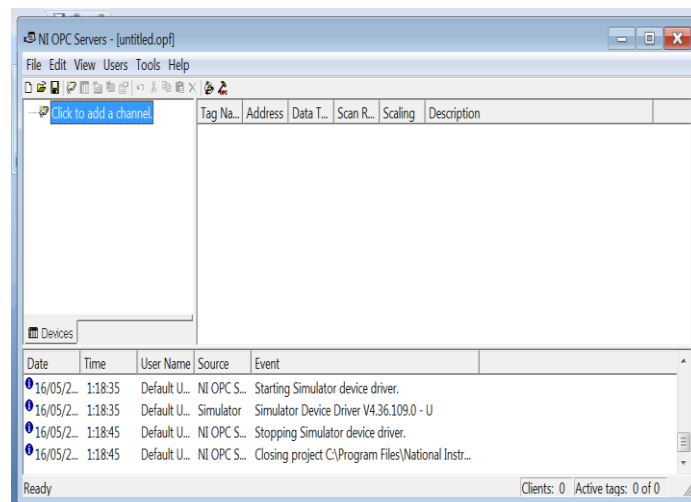 NI OPC Servers - [untitled.opf]
File Edit View Users Tools Help
Click to add a channel.
Tag Na... Address Data T... Scan R... Scaling Description
Devices
Date Time User Name Source Event
16/05/2... 1:18:35 Default U... NI OPC S... Starting Simulator device driver.
16/05/2... 1:18:35 Default U... Simulator Simulator Device Driver V4.36.109.0 - U
16/05/2... 1:18:45 Default U... NI OPC S... Stopping Simulator device driver.
16/05/2... 1:18:45 Default U... NI OPC S... Closing project C:\Program Files\National Instr...
Ready Clients: 0 Active tags: 0 of 0